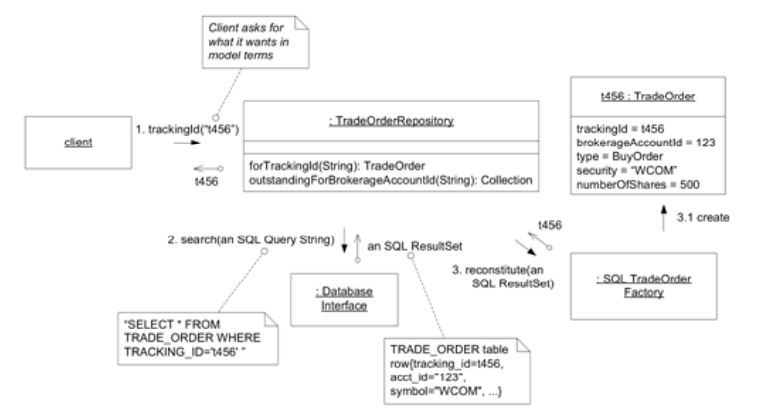 Client asks for
what it wants in
model terms
client
1. trackingId("t456")
t456
: TradeOrderRepository
forTrackingId(String): TradeOrder
outstandingForBrokerageAccountId(String): Collection
t456 : TradeOrder
trackingId = t456
brokerageAccountId = 123
type = BuyOrder
security = "WCOM"
numberOfShares = 500
2. search(an SQL Query String)
an SQL ResultSet
t456
3. reconstitute(an
SQL ResultSet)
3.1 create
: Database
Interface
: SQL TradeOrder
Factory
"SELECT * FROM
TRADE_ORDER WHERE
TRACKING_ID='t456' "
TRADE_ORDER table
row{tracking_id=t456,
acct_id="123",
symbol="WCOM", ...}